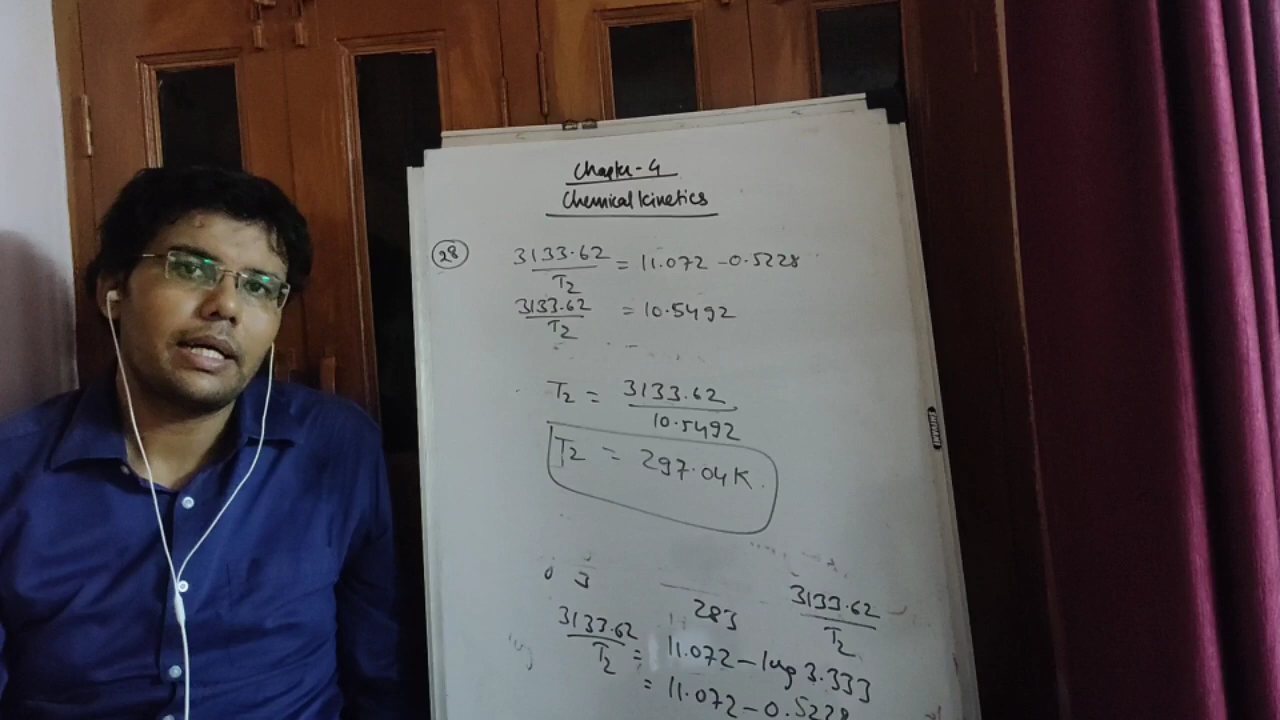 Chapter-4
Chemical kinetics
28
3133.62/T2 = 11.072 - 0.5228
3133.62/T2 = 10.5492
T2 = 3133.62/10.5492
T2 = 297.04K.
283 3133.62/T2
3133.62/T2 = 11.072 - log 3.333
= 11.072 - 0.5228